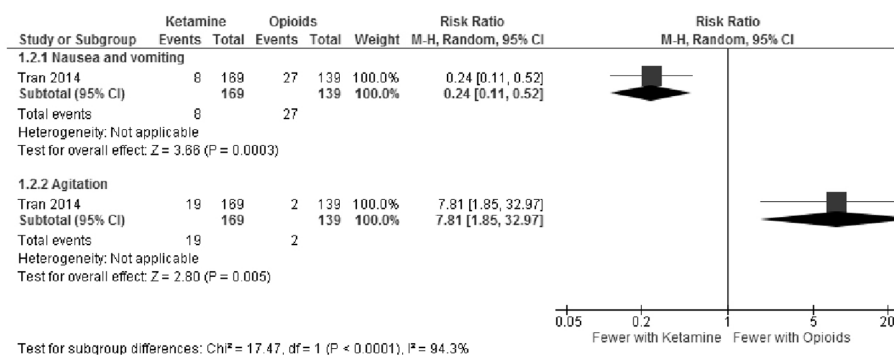 Ketamine Opioids Risk Ratio Risk Ratio
Study or Subgroup Events Total Events Total Weight M-H, Random, 95% CI M-H, Random, 95% CI
1.2.1 Nausea and vomiting
Tran 2014 8 169 27 139 100.0% 0.24 [0.11, 0.52]
Subtotal (95% CI) 169 139 100.0% 0.24 [0.11, 0.52]
Total events 8 27
Heterogeneity: Not applicable
Test for overall effect: Z = 3.66 (P = 0.0003)
1.2.2 Agitation
Tran 2014 19 169 2 139 100.0% 7.81 [1.85, 32.97]
Subtotal (95% CI) 169 139 100.0% 7.81 [1.85, 32.97]
Total events 19 2
Heterogeneity: Not applicable
Test for overall effect: Z = 2.80 (P = 0.005)
0.05 0.2 1 5 20
Fewer with Ketamine Fewer with Opioids
Test for subgroup differences: Chi² = 17.47, df = 1 (P < 0.0001), I² = 94.3%